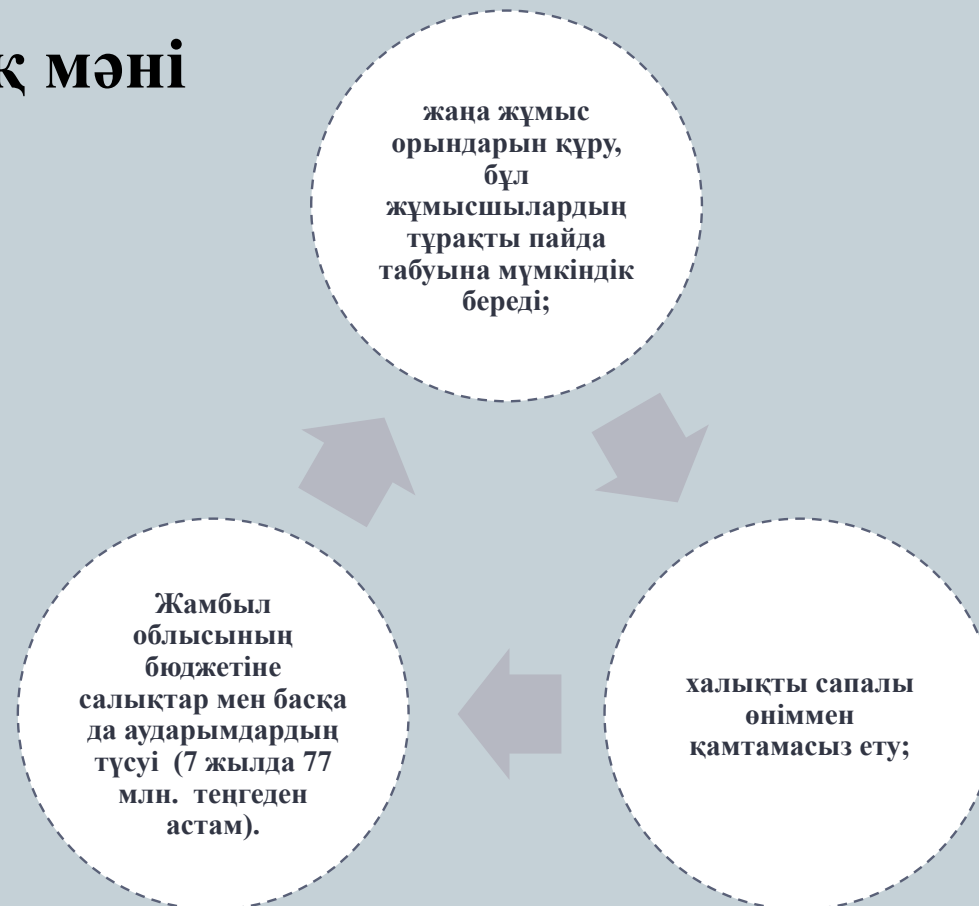 қ мәні
жаңа жұмыс
орындарын құру,
бұл
жұмысшылардың
тұрақты пайда
табуына мүмкіндік
береді;
халықты сапалы
өніммен
қамтамасыз ету;
Жамбыл
облысының
бюджетіне
салықтар мен басқа
да аударымдардың
түсуі (7 жылда 77
млн. теңгеден
астам).